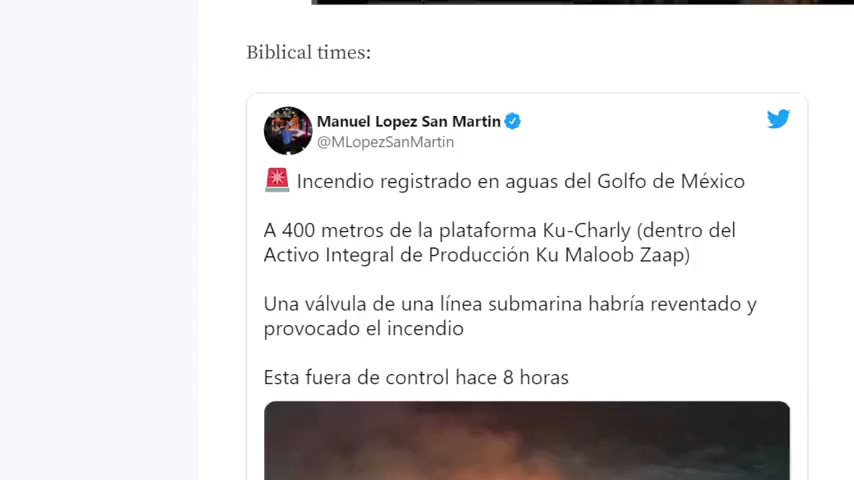 Biblical times:
Manuel Lopez San Martin
@MLopezSanMartin
🚨 Incendio registrado en aguas del Golfo de México
A 400 metros de la plataforma Ku-Charly (dentro del
Activo Integral de Producción Ku Maloob Zaap)
Una válvula de una línea submarina habría reventado y
provocado el incendio
Esta fuera de control hace 8 horas